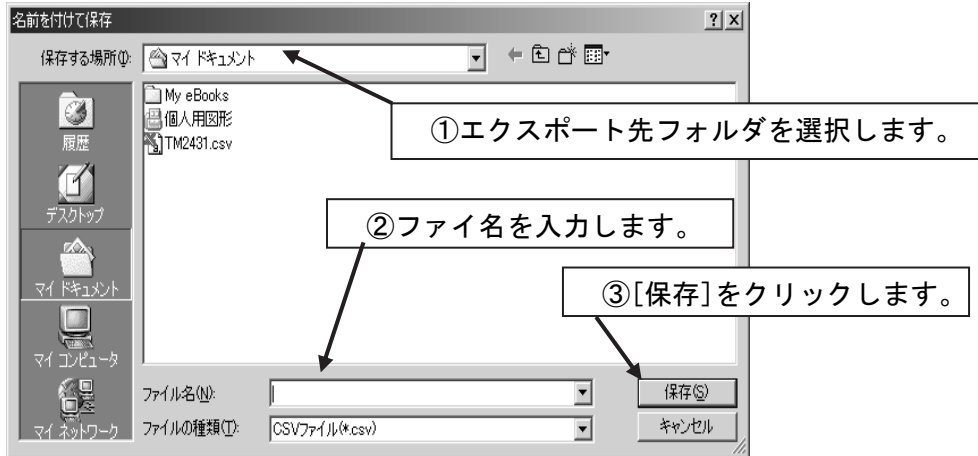 名前を付けて保存
保存する場所(I):
マイ ドキュメント
My eBooks
個人用図形
TM2431.csv
①エクスポート先フォルダを選択します。
履歴
デスクトップ
②ファイ名を入力します。
マイ ドキュメント
③[保存]をクリックします。
マイ コンピュータ
マイ ネットワーク
ファイル名(N):
保存(S)
ファイルの種類(T):
CSVファイル(*.csv)
キャンセル